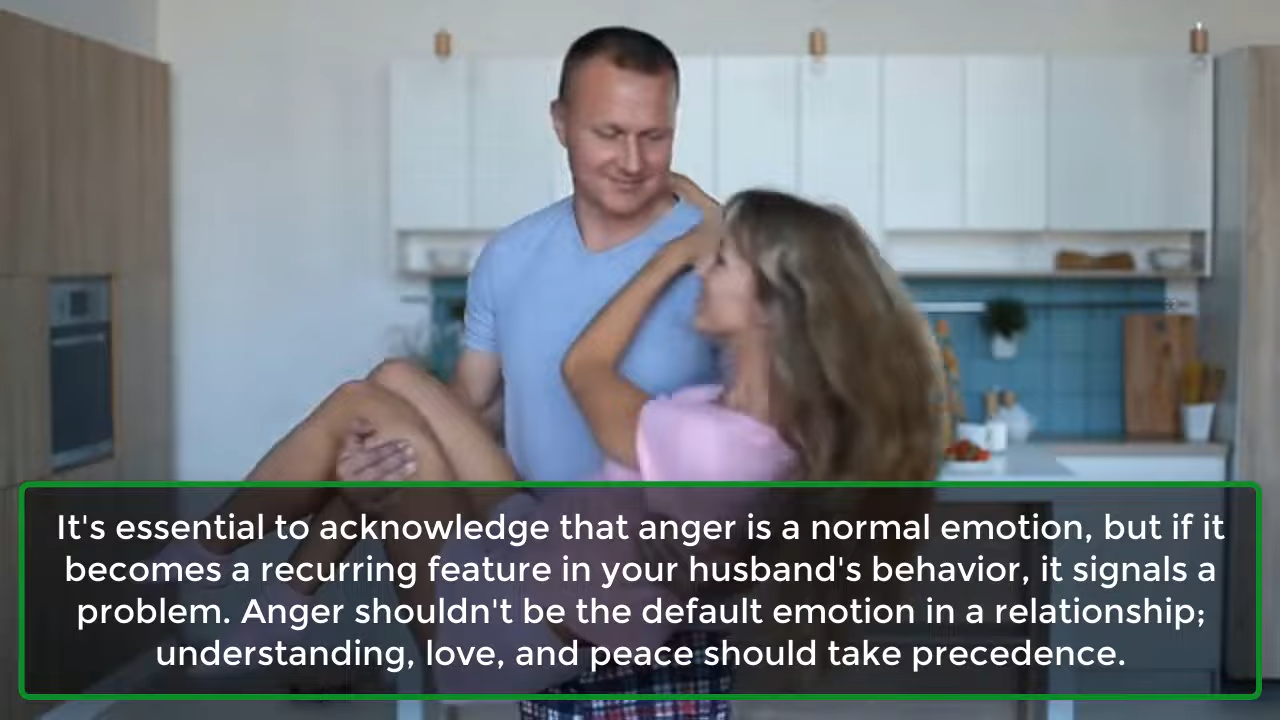 It's essential to acknowledge that anger is a normal emotion, but if it
becomes a recurring feature in your husband's behavior, it signals a
problem. Anger shouldn't be the default emotion in a relationship;
understanding, love, and peace should take precedence.